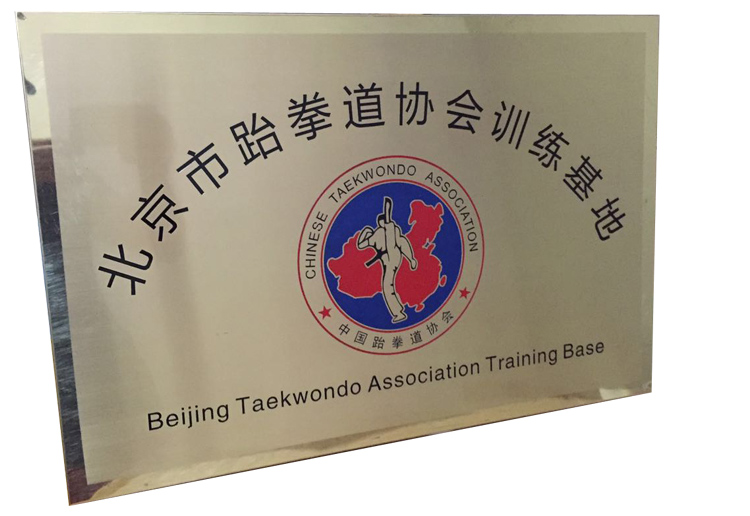 北京市跆拳道协会训练基地
CHINESE TAEKWONDO ASSOCIATION
中国跆拳道协会
Beijing Taekwondo Association Training Base